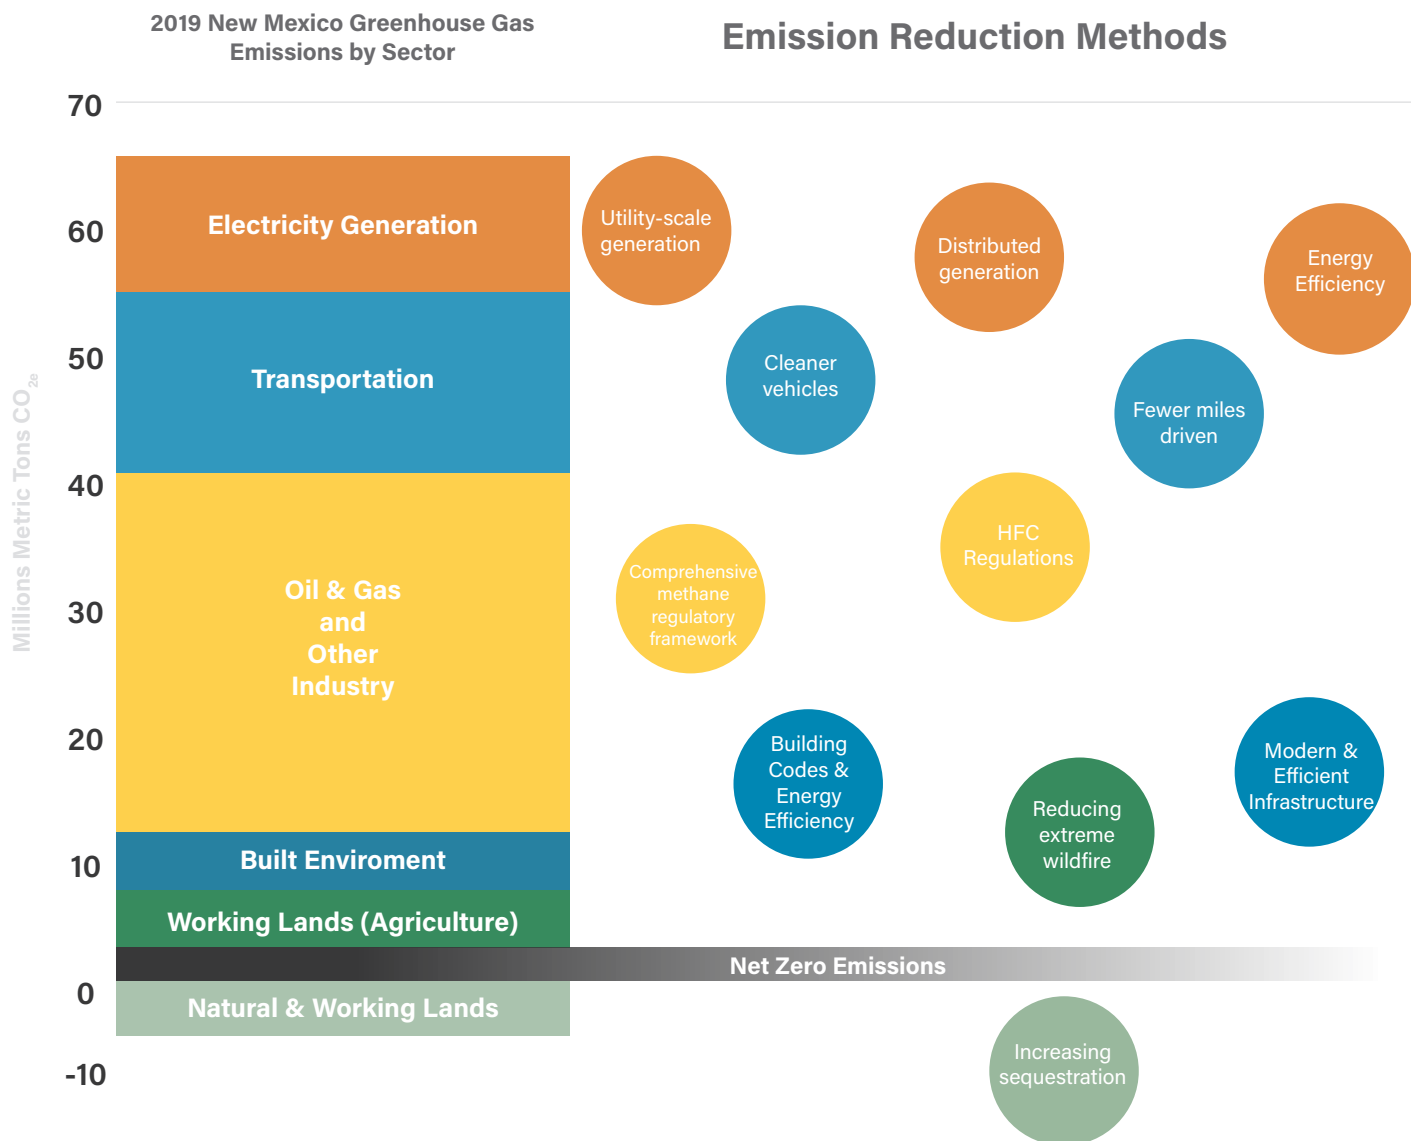 2019 New Mexico Greenhouse Gas
Emissions by Sector
Emission Reduction Methods
Millions Metric Tons CO2e
70
60
50
40
30
20
10
0
-10
Electricity Generation
Transportation
Oil & Gas
and
Other
Industry
Built Enviroment
Working Lands (Agriculture)
Net Zero Emissions
Natural & Working Lands
Utility-scale
generation
Distributed
generation
Energy
Efficiency
Cleaner
vehicles
Fewer miles
driven
Comprehensive
methane
regulatory
framework
HFC
Regulations
Building
Codes &
Energy
Efficiency
Reducing
extreme
wildfire
Modern &
Efficient
Infrastructure
Increasing
sequestration